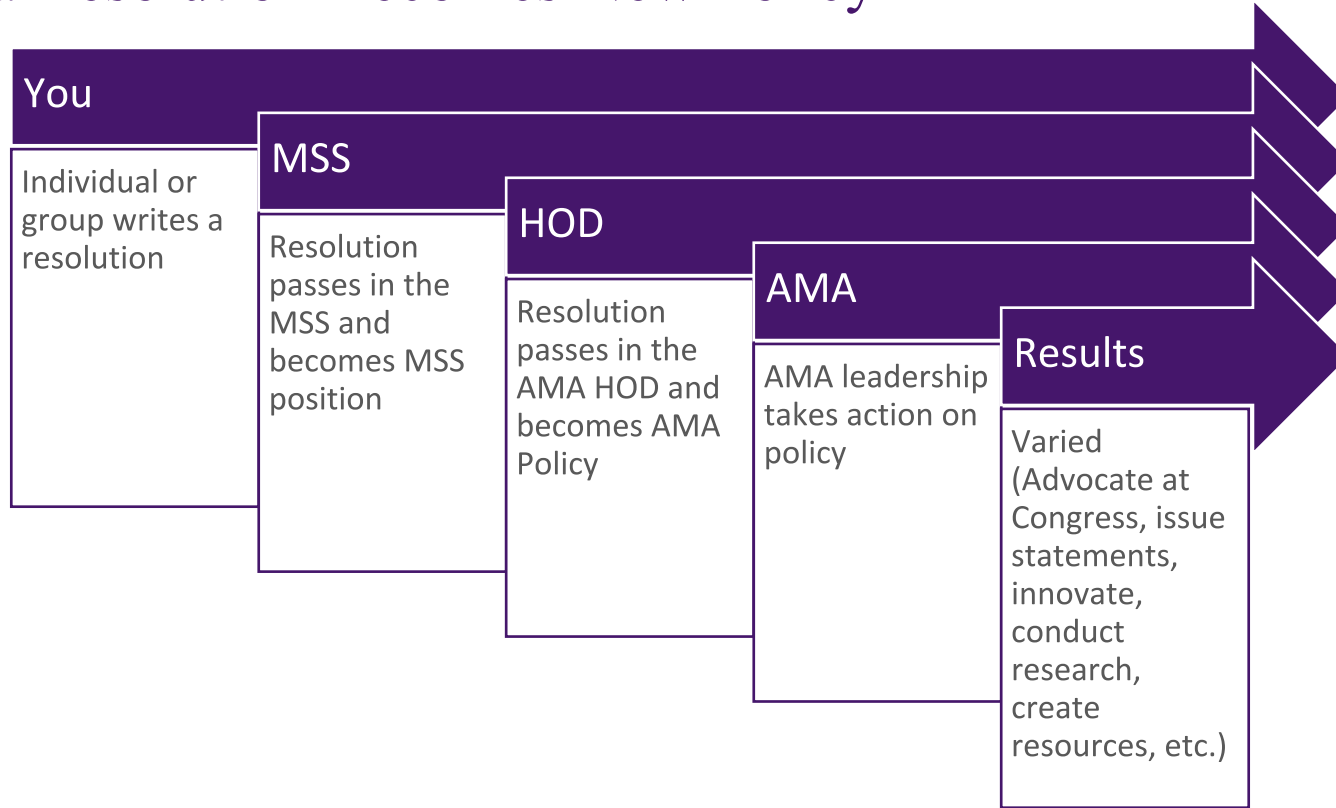 You
Individual or
group writes a
resolution
MSS
Resolution
passes in the
MSS and
becomes MSS
position
HOD
Resolution
passes in the
AMA HOD and
becomes AMA
Policy
AMA
AMA leadership
takes action on
policy
Results
Varied
(Advocate at
Congress, issue
statements,
innovate,
conduct
research,
create
resources, etc.)